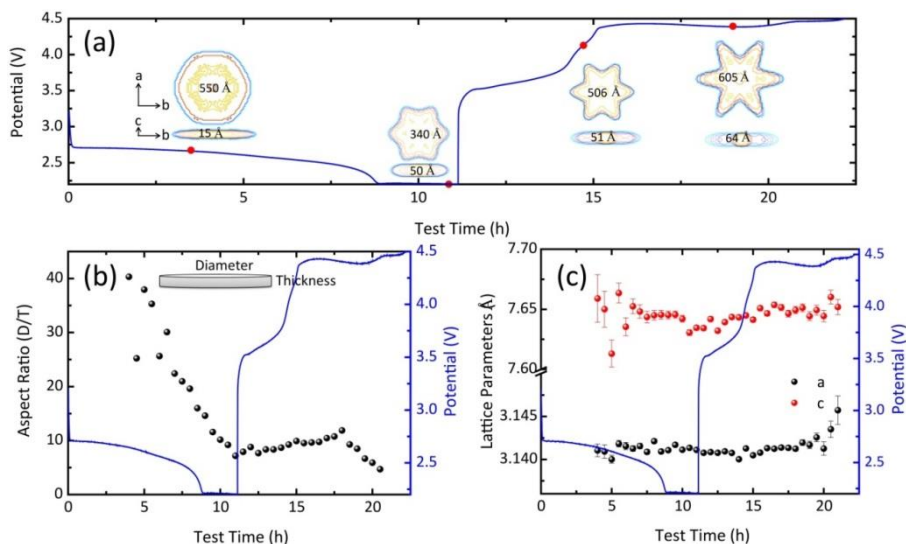 (a)
Potential (V)
4.5
4.0
3.5
3.0
2.5
a
b
c
b
550 Å
15 Å
340 Å
50 Å
506 Å
51 Å
605 Å
64 Å
0 5 10 15 20
Test Time (h)
(b)
Aspect Ratio (D/T)
40
30
20
10
0
Diameter
Thickness
4.5
4.0
3.5
3.0
2.5
Potential (V)
0 5 10 15 20
Test Time (h)
(c)
Lattice Parameters Å
7.70
7.65
7.60
3.145
3.140
a
c
4.5
4.0
3.5
3.0
2.5
Potential (V)
0 5 10 15 20
Test Time (h)